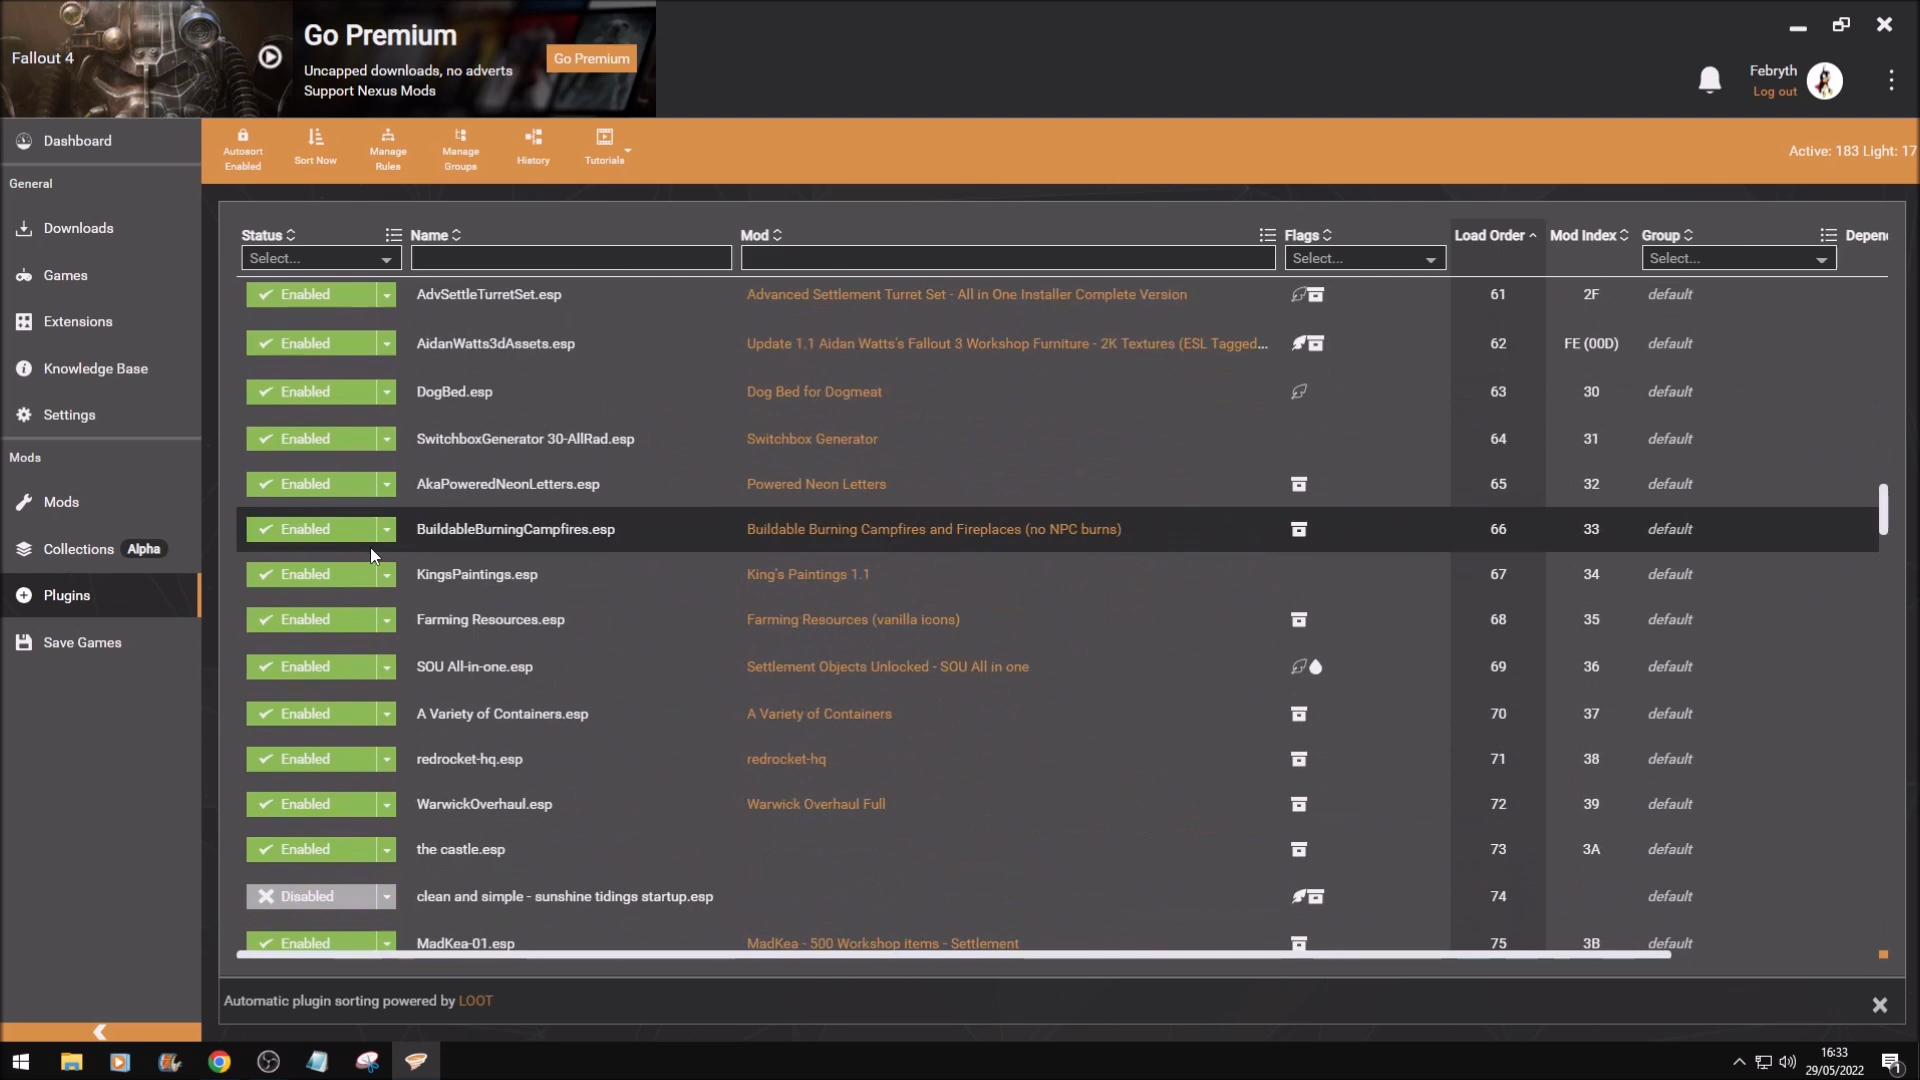 Fallout 4
Go Premium
Uncapped downloads, no adverts
Support Nexus Mods
Go Premium
Febryth
Log out
Dashboard
General
Downloads
Games
Extensions
Knowledge Base
Settings
Mods
Mods
Collections Alpha
Plugins
Save Games
Autosort Enabled
Sort Now
Manage Rules
Manage Groups
History
Tutorials
Active: 183 Light: 17
Status Name Mod Flags Load Order Mod Index Group Depen
Select... Select... Select...
Enabled AdvSettleTurretSet.esp Advanced Settlement Turret Set - All in One Installer Complete Version 61 2F default
Enabled AidanWatts3dAssets.esp Update 1.1 Aidan Watts's Fallout 3 Workshop Furniture - 2K Textures (ESL Tagged... 62 FE (00D) default
Enabled DogBed.esp Dog Bed for Dogmeat 63 30 default
Enabled SwitchboxGenerator 30-AllRad.esp Switchbox Generator 64 31 default
Enabled AkaPoweredNeonLetters.esp Powered Neon Letters 65 32 default
Enabled BuildableBurningCampfires.esp Buildable Burning Campfires and Fireplaces (no NPC burns) 66 33 default
Enabled KingsPaintings.esp King's Paintings 1.1 67 34 default
Enabled Farming Resources.esp Farming Resources (vanilla icons) 68 35 default
Enabled SOU All-in-one.esp Settlement Objects Unlocked - SOU All in one 69 36 default
Enabled A Variety of Containers.esp A Variety of Containers 70 37 default
Enabled redrocket-hq.esp redrocket-hq 71 38 default
Enabled WarwickOverhaul.esp Warwick Overhaul Full 72 39 default
Enabled the castle.esp 73 3A default
Disabled clean and simple - sunshine tidings startup.esp 74 default
Enabled MadKea-01.esp MadKea - 500 Workshop items - Settlement 75 3B default
Automatic plugin sorting powered by LOOT
16:33
29/05/2022
1